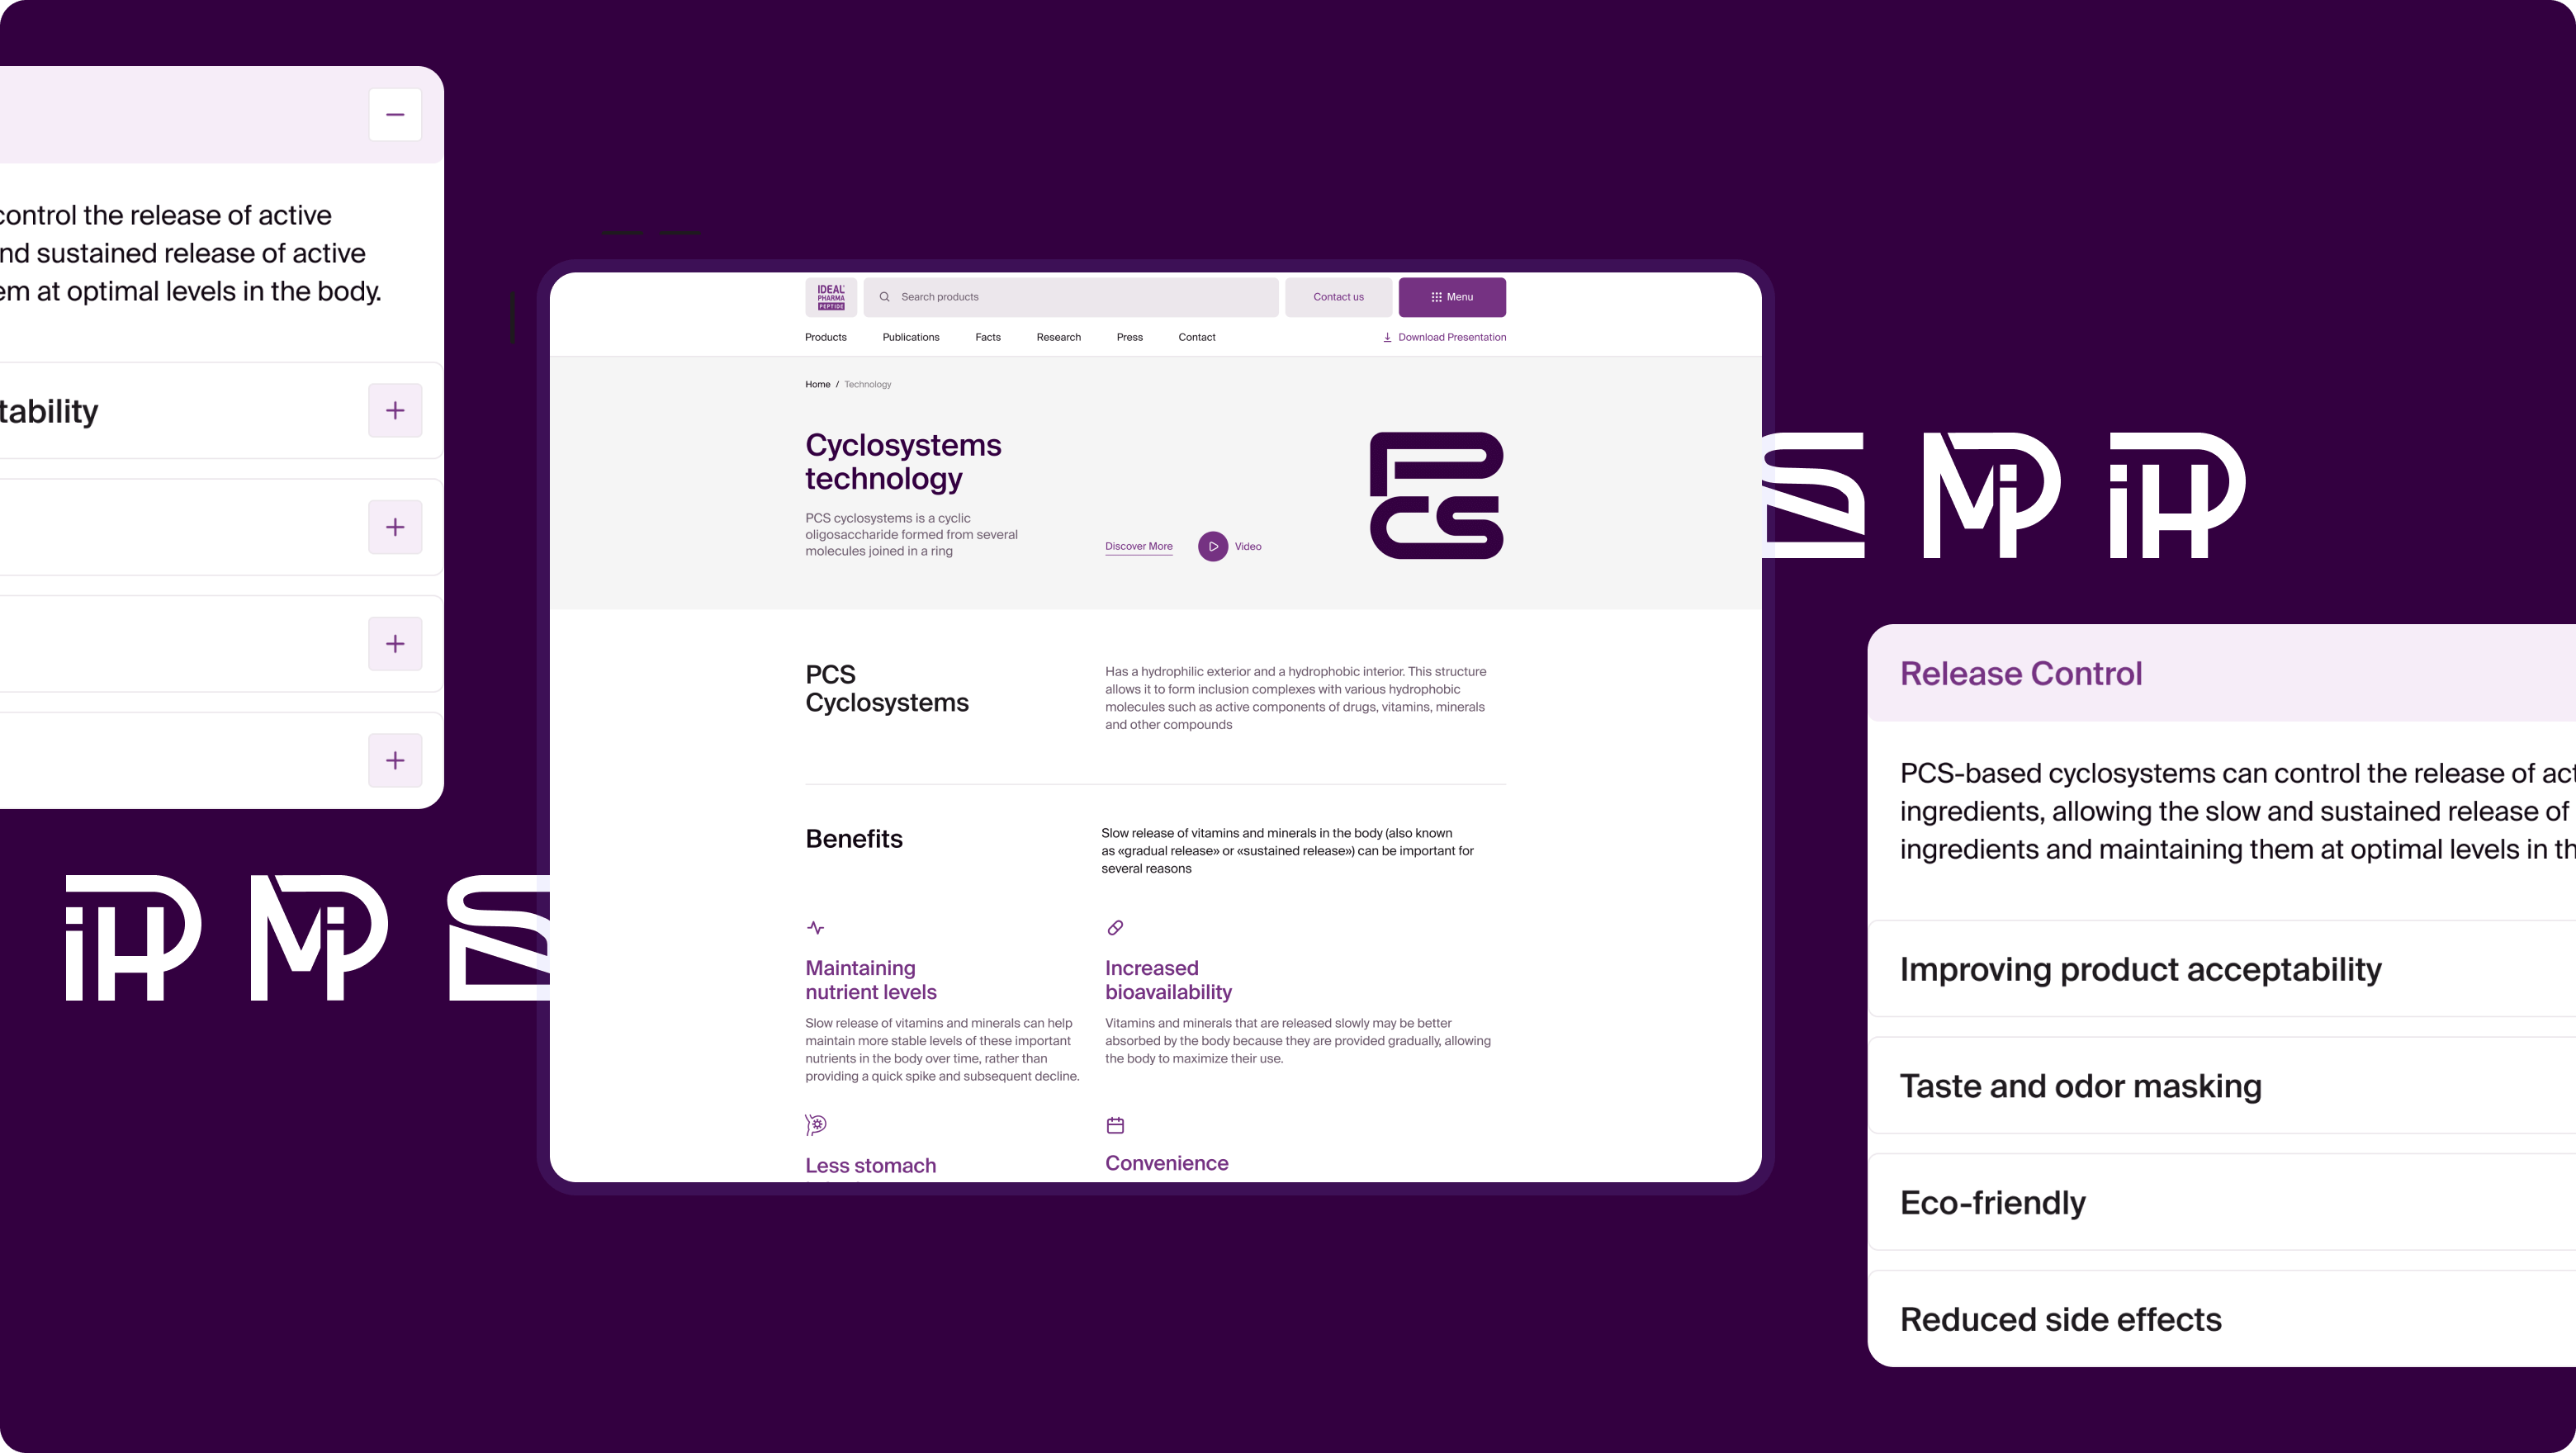 control the release of active
nd sustained release of active
em at optimal levels in the body.
tability
IDEAL
PHARMA
PEPTIDE
Search products
Contact us
Menu
Products
Publications
Facts
Research
Press
Contact
Download Presentation
Home / Technology
Cyclosystems
technology
PCS cyclosystems is a cyclic
oligosaccharide formed from several
molecules joined in a ring
Discover More
Video
PCS
PCS
Cyclosystems
Has a hydrophilic exterior and a hydrophobic interior. This structure
allows it to form inclusion complexes with various hydrophobic
molecules such as active components of drugs, vitamins, minerals
and other compounds
Benefits
Slow release of vitamins and minerals in the body (also known
as «gradual release» or «sustained release») can be important for
several reasons
Maintaining
nutrient levels
Slow release of vitamins and minerals can help
maintain more stable levels of these important
nutrients in the body over time, rather than
providing a quick spike and subsequent decline.
Increased
bioavailability
Vitamins and minerals that are released slowly may be better
absorbed by the body because they are provided gradually, allowing
the body to maximize their use.
Less stomach
Convenience
Release Control
PCS-based cyclosystems can control the release of act
ingredients, allowing the slow and sustained release of
ingredients and maintaining them at optimal levels in th
Improving product acceptability
Taste and odor masking
Eco-friendly
Reduced side effects